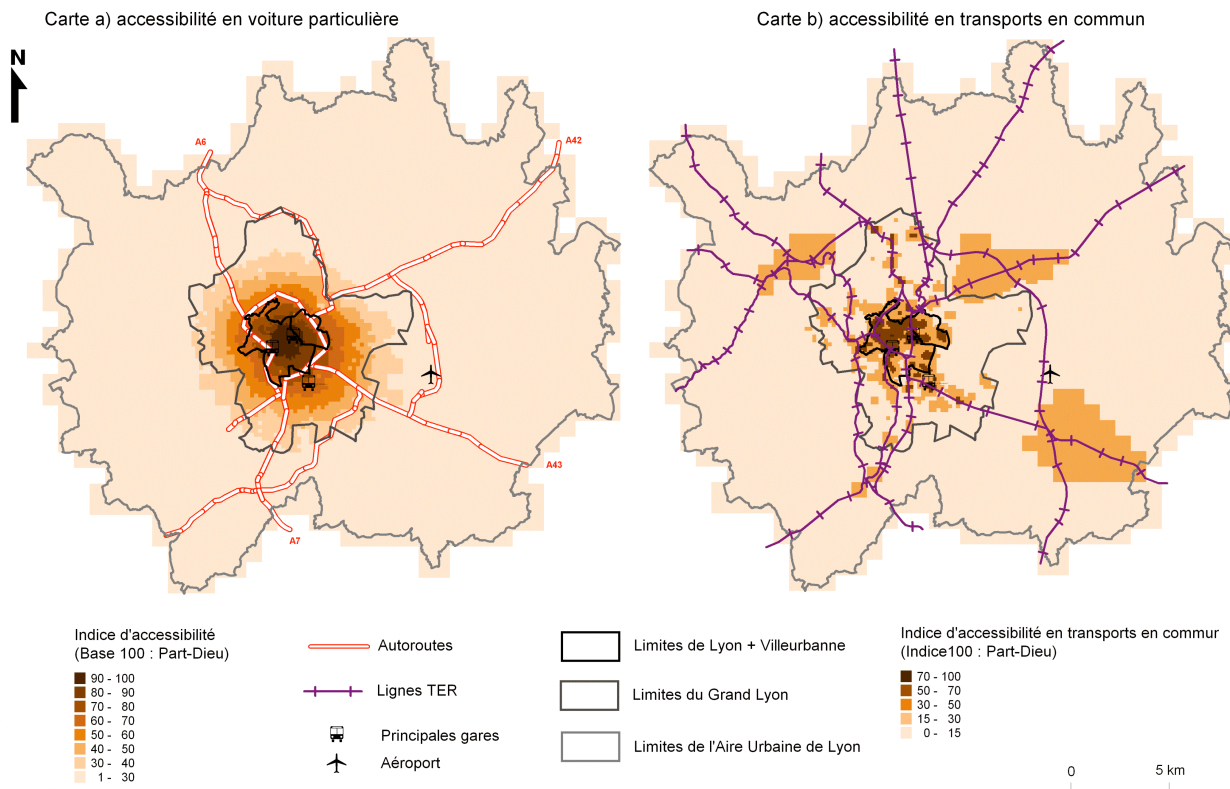 Carte a) accessibilité en voiture particulière
Carte b) accessibilité en transports en commun
N
A6
A42
A43
A7
Indice d'accessibilité
(Base 100 : Part-Dieu)
90 - 100
80 - 90
70 - 80
60 - 70
50 - 60
40 - 50
30 - 40
1 - 30
Autoroutes
Lignes TER
Principales gares
Aéroport
Limites de Lyon + Villeurbanne
Limites du Grand Lyon
Limites de l'Aire Urbaine de Lyon
Indice d'accessibilité en transports en commur
(Indice100 : Part-Dieu)
70 - 100
50 - 70
30 - 50
15 - 30
0 - 15
0 5 km